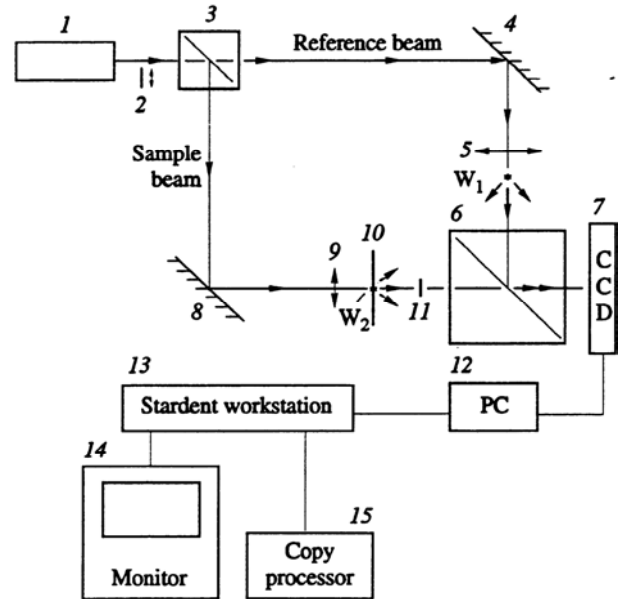 1
3
Reference beam
4
2
Sample
beam
5
W1
6
7
9
10
C
C
D
8
W2
11
13
12
Stardent workstation
PC
14
15
Monitor
Copy
processor